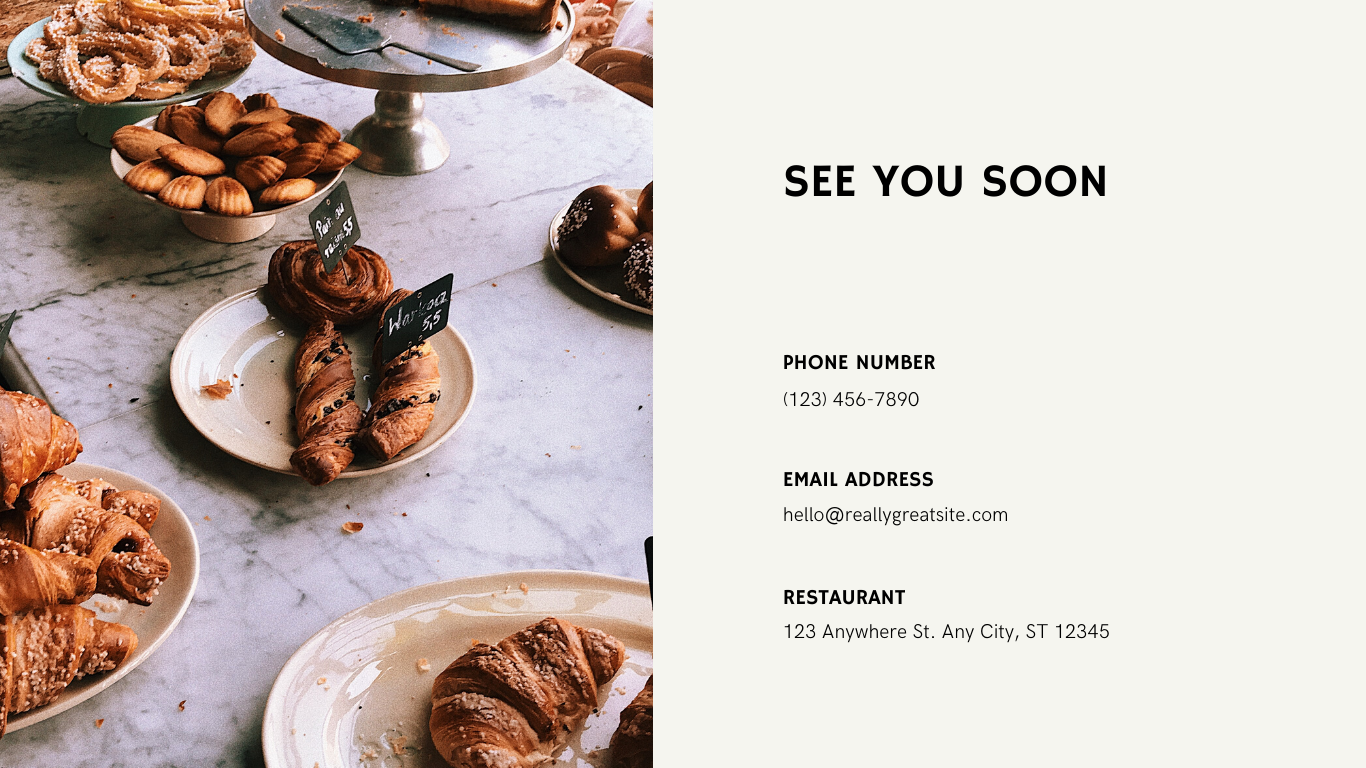 Pain au
raisin 5,5
Warkocz
5,5
SEE YOU SOON
PHONE NUMBER
(123) 456-7890
EMAIL ADDRESS
hello@reallygreatsite.com
RESTAURANT
123 Anywhere St. Any City, ST 12345